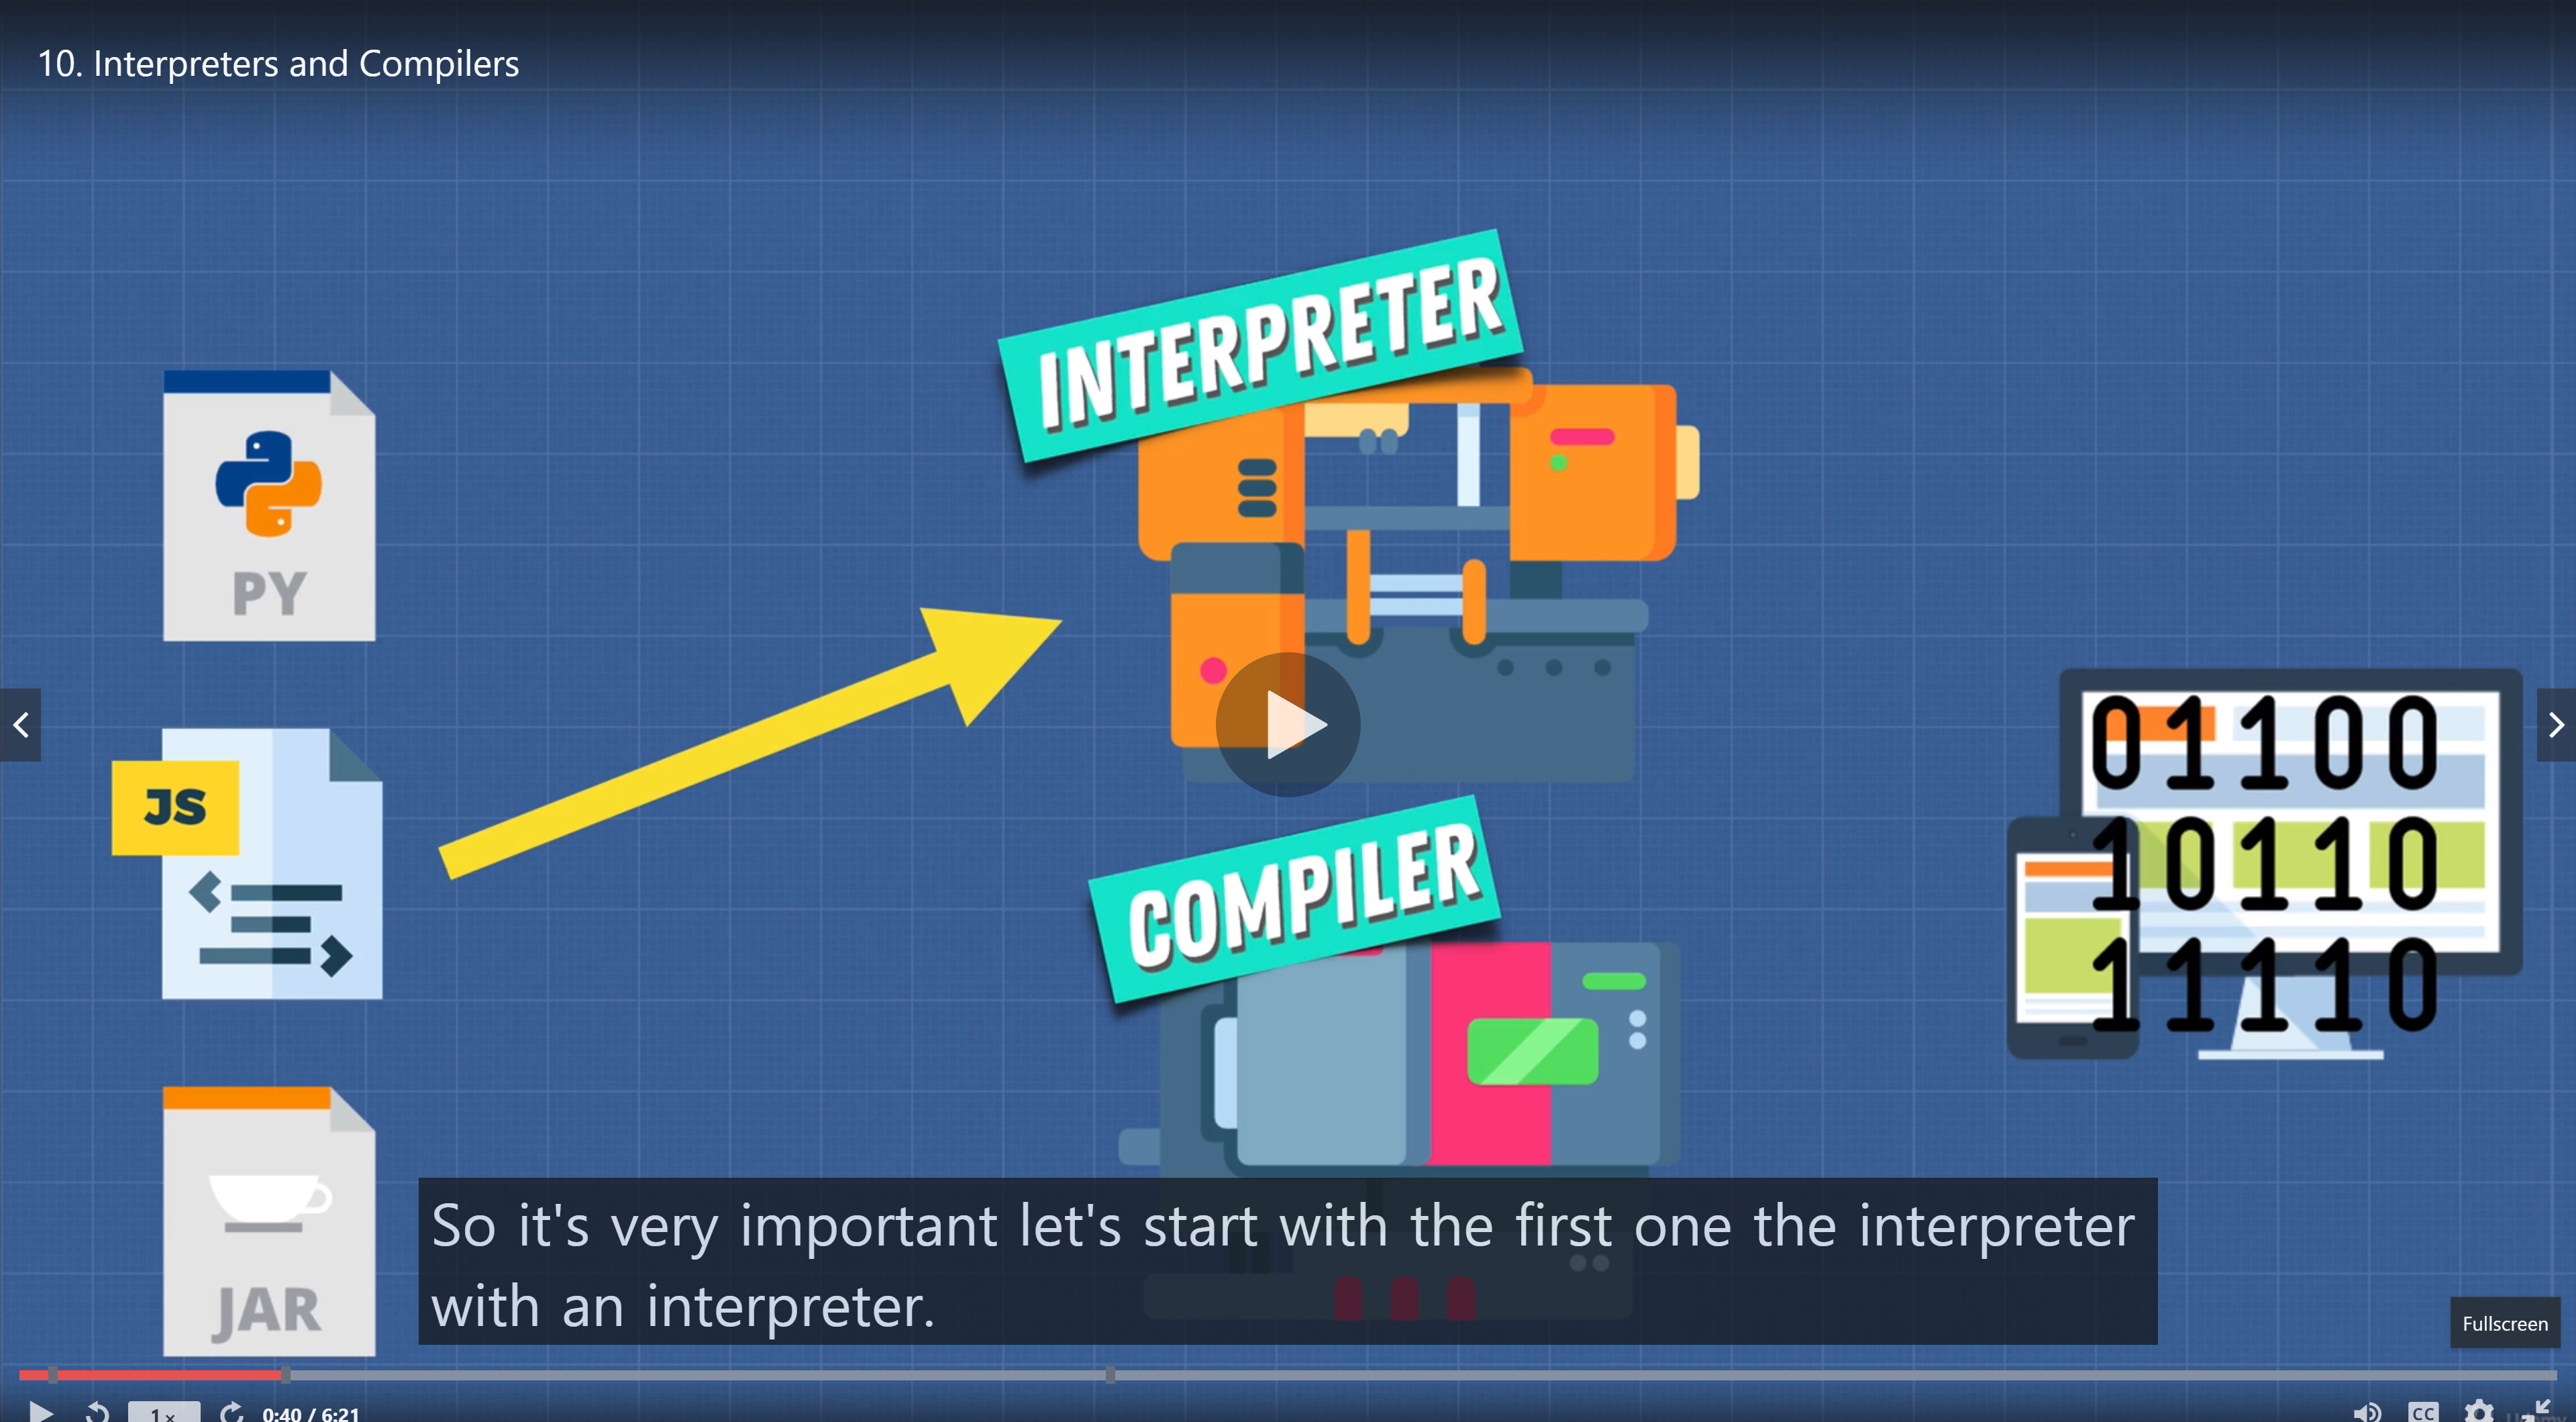 10. Interpreters and Compilers
INTERPRETER
PY
JS
01100
10110
11110
COMPILER
JAR
So it's very important let's start with the first one the interpreter
with an interpreter.
Fullscreen
1x
0:40 / 6:21
CC